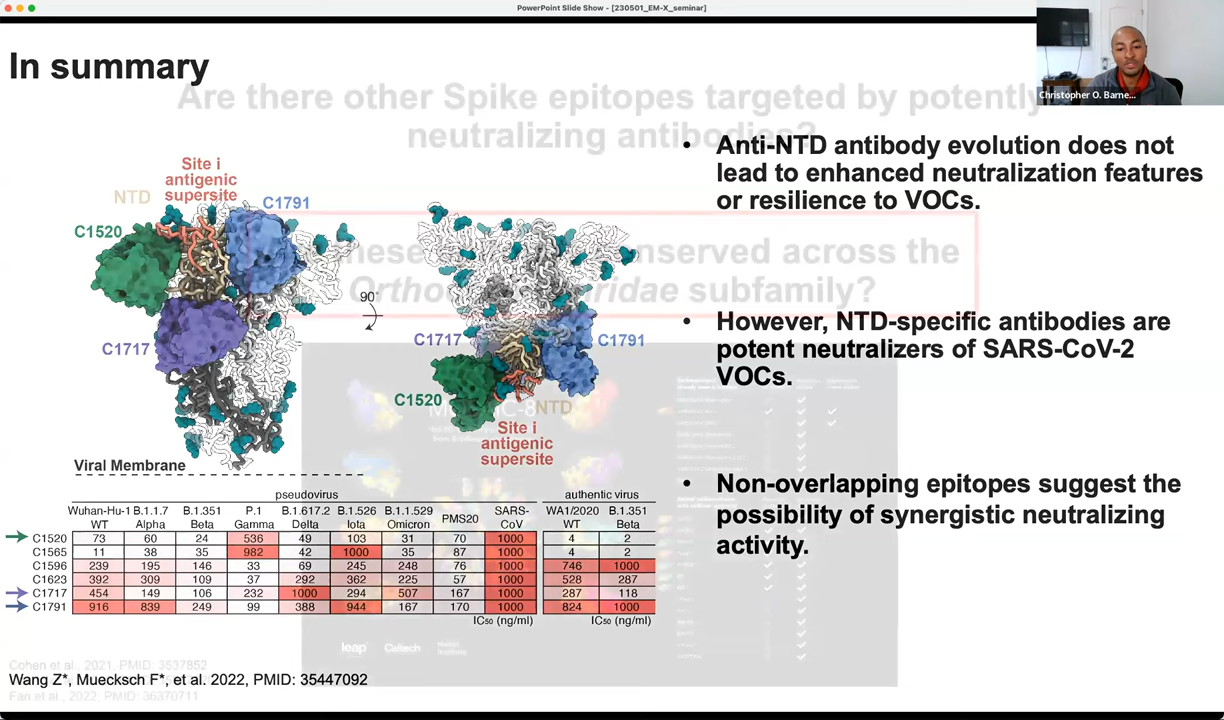 PowerPoint Slide Show - [230501_EM-X_seminar]
Christopher O. Barne...
In summary
Are there other Spike epitopes targeted by potently
neutralizing antibodies?
Site i
antigenic
supersite
NTD
C1791
C1520
C1717
90°
C1717
C1791
C1520
NTD
Site i
antigenic
supersite
Viral Membrane
• Anti-NTD antibody evolution does not
lead to enhanced neutralization features
or resilience to VOCs.
conserved across the
subfamily?
• However, NTD-specific antibodies are
potent neutralizers of SARS-CoV-2
VOCs.
• Non-overlapping epitopes suggest the
possibility of synergistic neutralizing
activity.
pseudovirus authentic virus
Wuhan-Hu-1 B.1.1.7 B.1.351 P.1 B.1.617.2 B.1.526 B.1.1.529 PMS20 SARS- WA1/2020 B.1.351
WT Alpha Beta Gamma Delta Iota Omicron CoV WT Beta
C1520 73 60 24 536 49 103 31 70 1000 4 2
C1565 11 38 35 982 42 1000 35 87 1000 4 2
C1596 239 195 146 33 69 245 248 76 1000 746 1000
C1623 392 309 109 37 292 362 225 57 1000 528 287
C1717 454 149 106 232 1000 294 507 167 1000 287 118
C1791 916 839 249 99 388 944 167 170 1000 824 1000
IC50 (ng/ml) IC50 (ng/ml)
leap Caltech
Cohen et al., 2021, PMID: 3537852
Wang Z*, Muecksch F*, et al. 2022, PMID: 35447092
Fan et al., 2022, PMID: 36370711